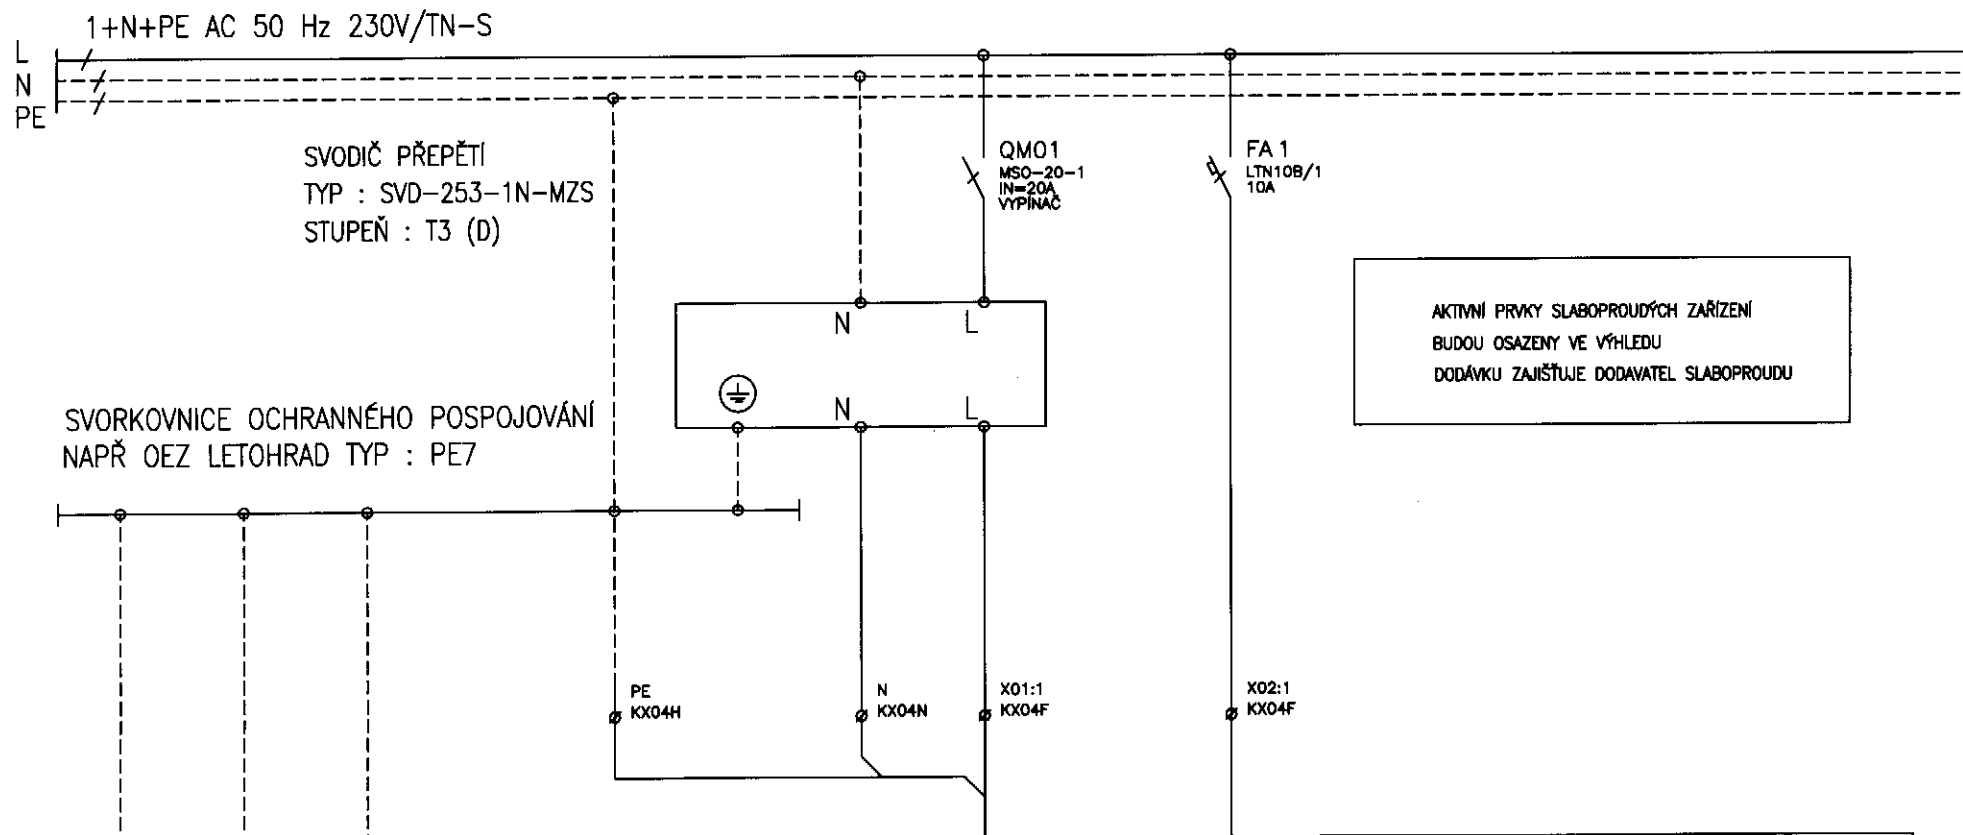 1+N+PE AC 50 Hz 230V/TN-S
L
N
PE
SVODIČ PŘEPĚTÍ
TYP : SVD-253-1N-MZS
STUPEŇ : T3 (D)
QM01
MSO-20-1
IN=20A
VYPÍNAČ
FA 1
LTN10B/1
10A
N
L
AKTIVNÍ PRVKY SLABOPROUDÝCH ZAŘÍZENÍ
BUDOU OSAZENY VE VÝHLEDU
DODÁVKU ZAJIŠŤUJE DODAVATEL SLABOPROUDU
N
L
SVORKOVNICE OCHRANNÉHO POSPOJOVÁNÍ
NAPŘ OEZ LETOHRAD TYP : PE7
PE
KX04H
N
KX04N
X01:1
KX04F
X02:1
KX04F